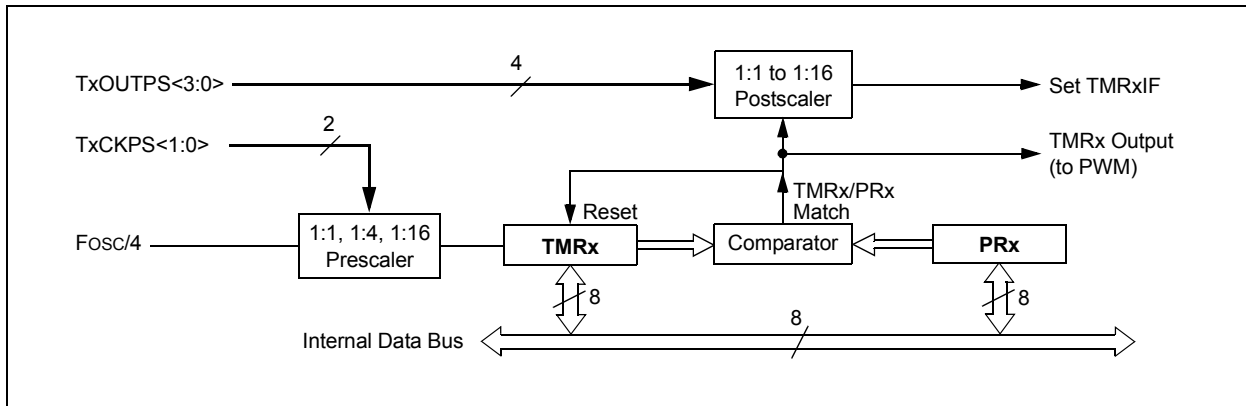 TxOUTPS<3:0>
4
1:1 to 1:16
Postscaler
Set TMRxIF
TxCKPS<1:0>
2
TMRx Output
(to PWM)
TMRx/PRx
Match
Reset
FOSC/4
1:1, 1:4, 1:16
Prescaler
TMRx
Comparator
PRx
8
8
Internal Data Bus
8